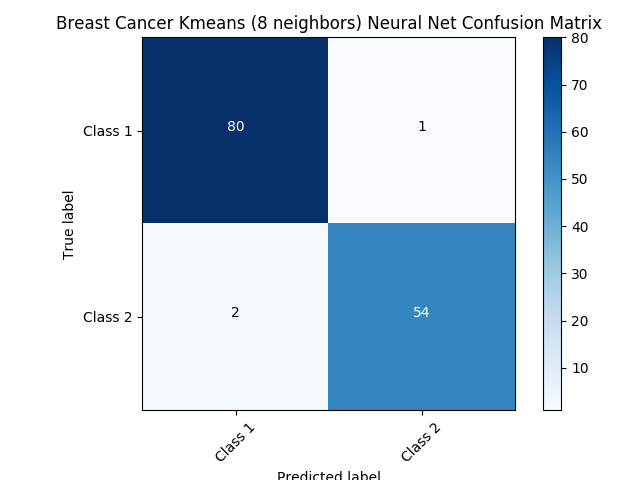 Breast Cancer Kmeans (8 neighbors) Neural Net Confusion Matrix
True label
Class 1
80
1
Class 2
2
54
Class 1
Class 2
Predicted label
80
70
60
50
40
30
20
10